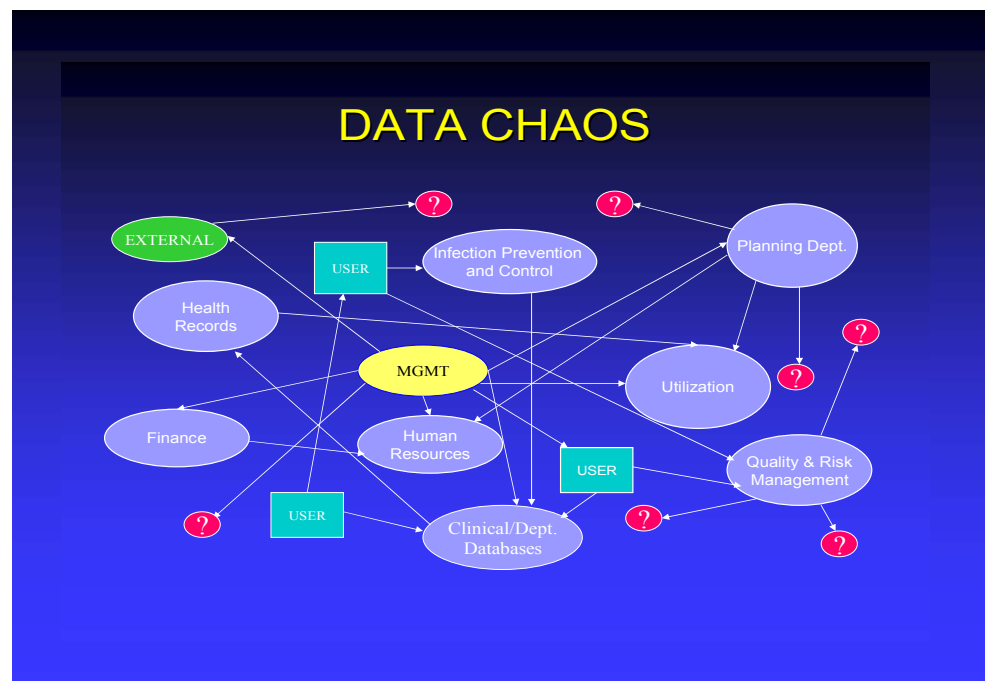 DATA CHAOS
?
?
EXTERNAL
Infection Prevention
and Control
Planning Dept.
USER
Health
Records
?
MGMT
?
Utilization
Finance
Human
Resources
USER
Quality & Risk
Management
?
USER
Clinical/Dept.
Databases
?
?